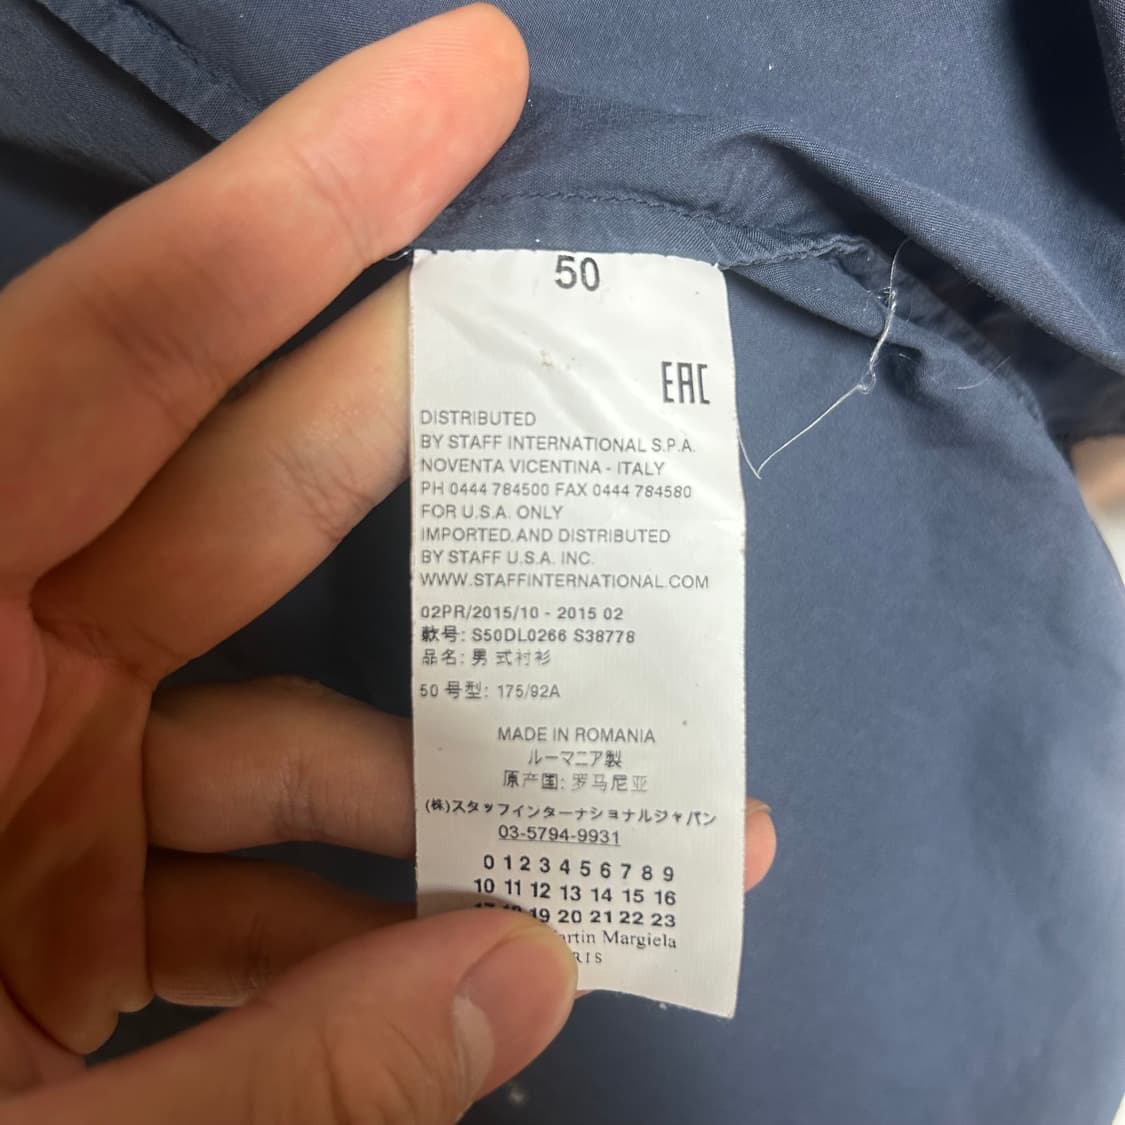 50
EAC
DISTRIBUTED
BY STAFF INTERNATIONAL S.P.A.
NOVENTA VICENTINA - ITALY
PH 0444 784500 FAX 0444 784580
FOR U.S.A. ONLY
IMPORTED AND DISTRIBUTED
BY STAFF U.S.A. INC.
WWW.STAFFINTERNATIONAL.COM
02PR/2015/10 - 2015 02
款号: S50DL0266 S38778
品名: 男式衬衫
50 号型: 175/92A
MADE IN ROMANIA
ルーマニア製
原产国: 罗马尼亚
(株)スタッフインターナショナルジャパン
03-5794-9931
0 1 2 3 4 5 6 7 8 9
10 11 12 13 14 15 16
19 20 21 22 23
Margiela